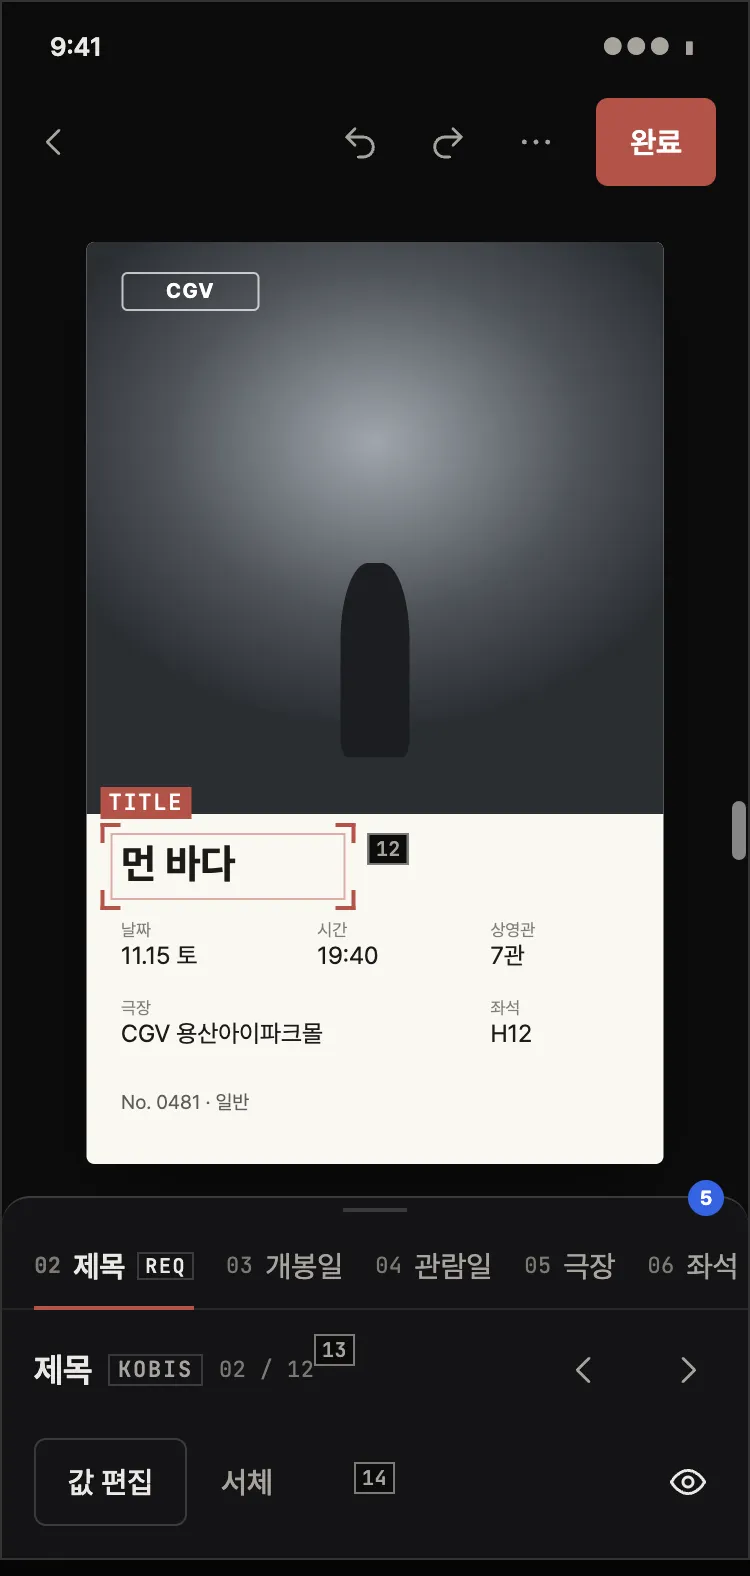 9:41
완료
CGV
TITLE
먼 바다
12
날짜 시간 상영관
11.15 토 19:40 7관
극장 좌석
CGV 용산아이파크몰 H12
No. 0481 · 일반
5
02 제목 REQ 03 개봉일 04 관람일 05 극장 06 좌석
제목 KOBIS 02 / 12 13
값 편집 서체 14